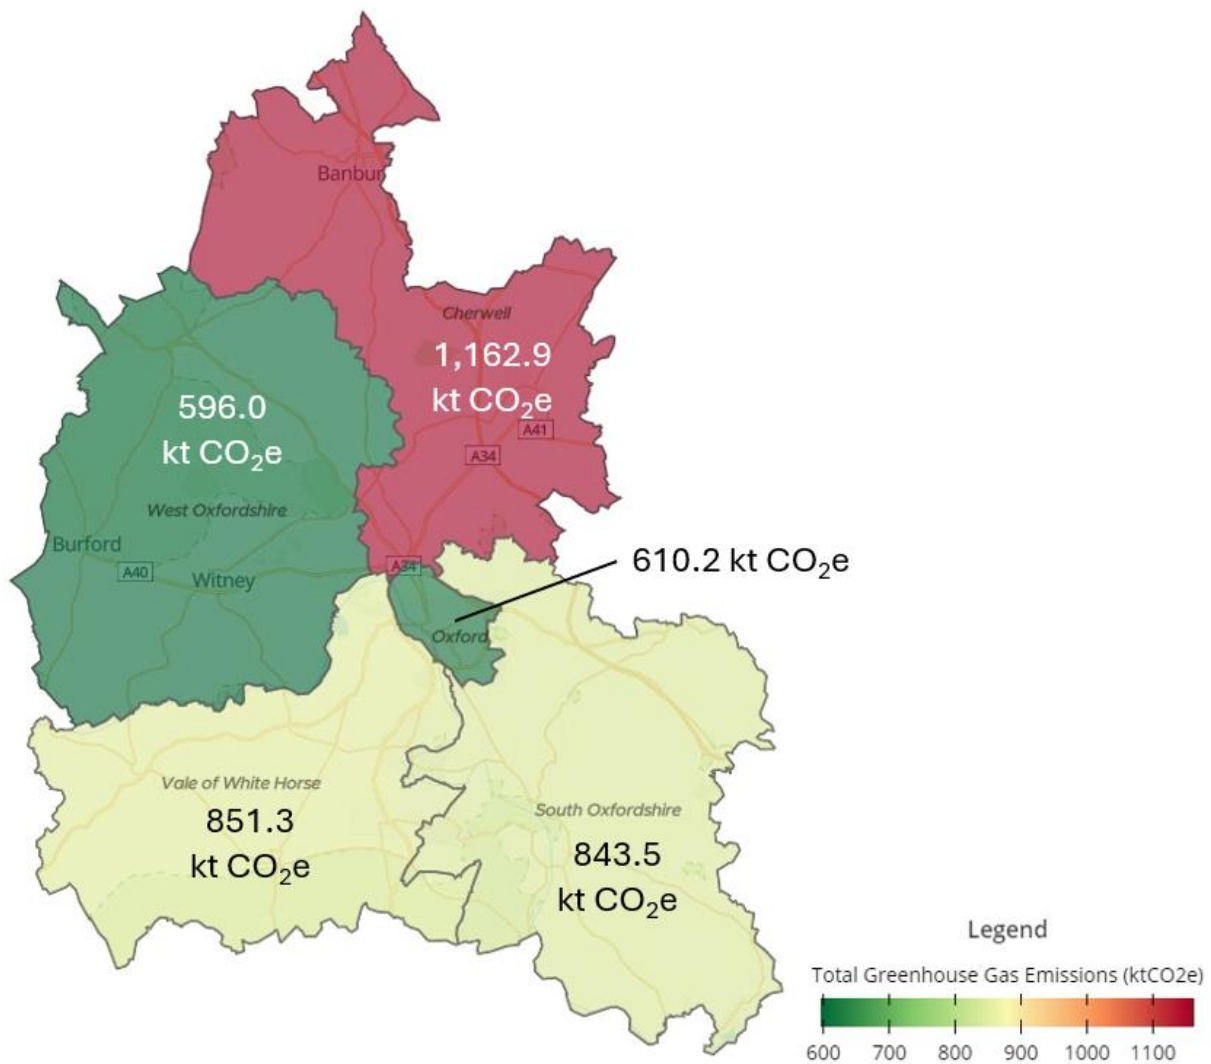 Banbur
Cherwell
1,162.9
kt CO₂e
A41
A34
596.0
kt CO₂e
West Oxfordshire
Burford
A40
Witney
A34
610.2 kt CO₂e
Oxford
Vale of White Horse
851.3
kt CO₂e
South Oxfordshire
843.5
kt CO₂e
Legend
Total Greenhouse Gas Emissions (ktCO2e)
600 700 800 900 1000 1100